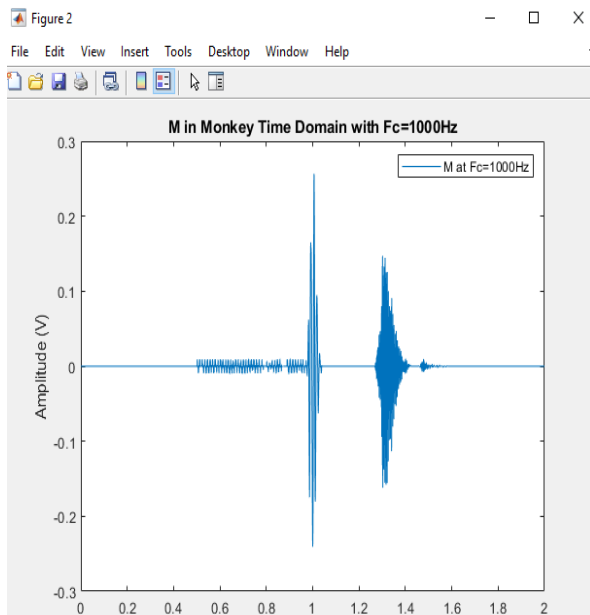 Figure 2
File Edit View Insert Tools Desktop Window Help
M in Monkey Time Domain with Fc=1000Hz
M at Fc=1000Hz
Amplitude (V)
0.3
0.2
0.1
0
-0.1
-0.2
-0.3
0 0.2 0.4 0.6 0.8 1 1.2 1.4 1.6 1.8 2